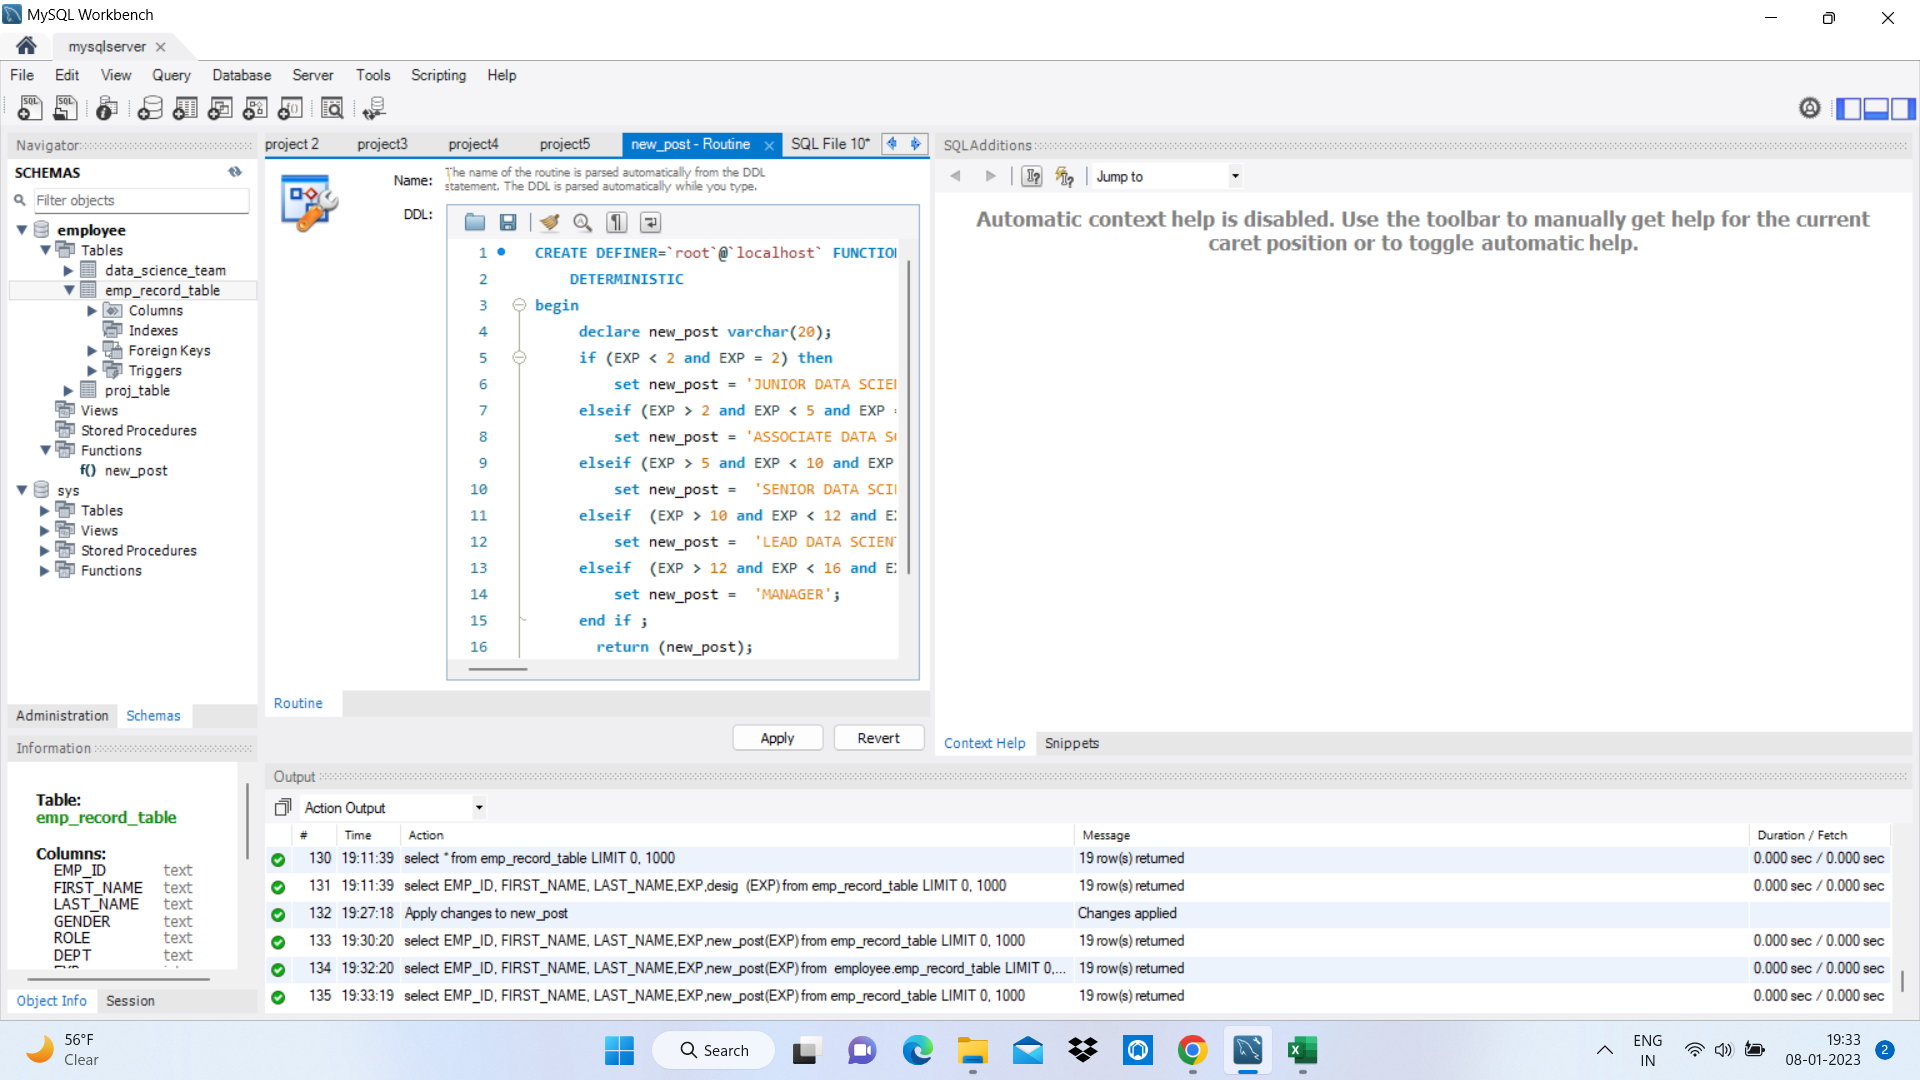 MySQL Workbench
mysqlserver
File Edit View Query Database Server Tools Scripting Help
Navigator
SCHEMAS
Filter objects
employee
Tables
data_science_team
emp_record_table
Columns
Indexes
Foreign Keys
Triggers
proj_table
Views
Stored Procedures
Functions
f() new_post
sys
Tables
Views
Stored Procedures
Functions
Administration Schemas
Information
Table:
emp_record_table
Columns:
EMP_ID text
FIRST_NAME text
LAST_NAME text
GENDER text
ROLE text
DEPT text
project 2 project3 project4 project5 new_post - Routine SQL File 10*
Name: The name of the routine is parsed automatically from the DDL
statement. The DDL is parsed automatically while you type.
DDL:
1 CREATE DEFINER=`root`@`localhost` FUNCTIO
2 DETERMINISTIC
3 begin
4 declare new_post varchar(20);
5 if (EXP < 2 and EXP = 2) then
6 set new_post = 'JUNIOR DATA SCIE
7 elseif (EXP > 2 and EXP < 5 and EXP
8 set new_post = 'ASSOCIATE DATA S
9 elseif (EXP > 5 and EXP < 10 and EXP
10 set new_post = 'SENIOR DATA SCI
11 elseif (EXP > 10 and EXP < 12 and E
12 set new_post = 'LEAD DATA SCIEN
13 elseif (EXP > 12 and EXP < 16 and E
14 set new_post = 'MANAGER';
15 end if ;
16 return (new_post);
Routine
Apply Revert
SQLAdditions
Jump to
Automatic context help is disabled. Use the toolbar to manually get help for the current
caret position or to toggle automatic help.
Context Help Snippets
Output
Action Output
# Time Action Message Duration / Fetch
130 19:11:39 select * from emp_record_table LIMIT 0, 1000 19 row(s) returned 0.000 sec / 0.000 sec
131 19:11:39 select EMP_ID, FIRST_NAME, LAST_NAME,EXP,desig (EXP) from emp_record_table LIMIT 0, 1000 19 row(s) returned 0.000 sec / 0.000 sec
132 19:27:18 Apply changes to new_post Changes applied
133 19:30:20 select EMP_ID, FIRST_NAME, LAST_NAME,EXP,new_post(EXP) from emp_record_table LIMIT 0, 1000 19 row(s) returned 0.000 sec / 0.000 sec
134 19:32:20 select EMP_ID, FIRST_NAME, LAST_NAME,EXP,new_post(EXP) from employee.emp_record_table LIMIT 0,... 19 row(s) returned 0.000 sec / 0.000 sec
135 19:33:19 select EMP_ID, FIRST_NAME, LAST_NAME,EXP,new_post(EXP) from emp_record_table LIMIT 0, 1000 19 row(s) returned 0.000 sec / 0.000 sec
Object Info Session
56°F
Clear
Search
ENG
IN
19:33
08-01-2023
2